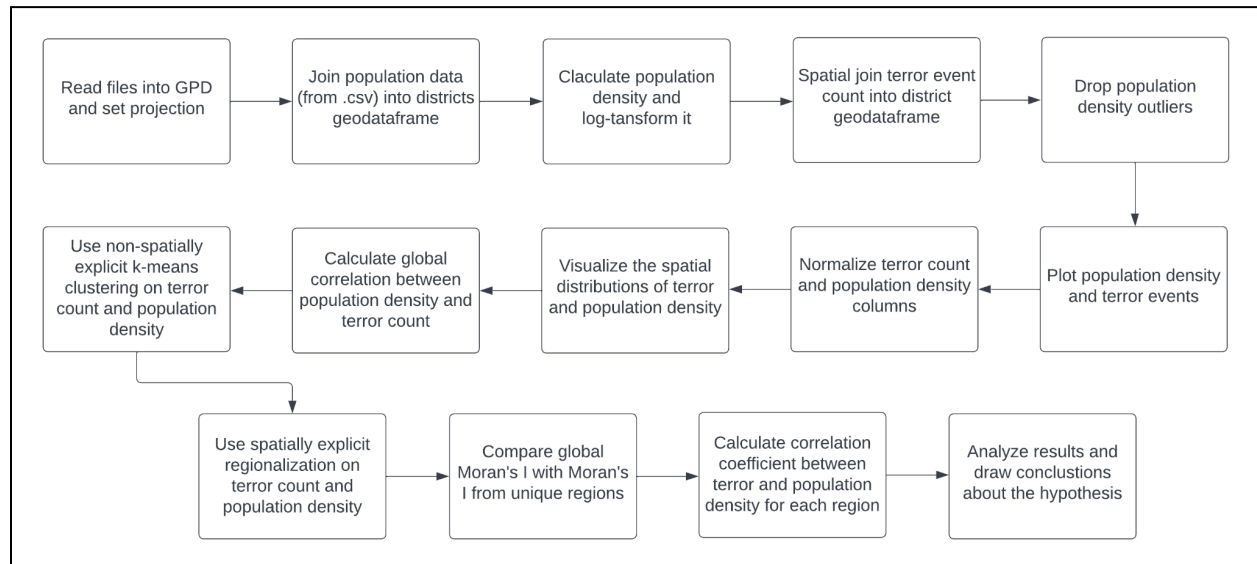 Read files into GPD
and set projection
Join population data
(from .csv) into districts
geodataframe
Claculate population
density and
log-tansform it
Spatial join terror event
count into district
geodataframe
Drop population
density outliers
Plot population density
and terror events
Normalize terror count
and population density
columns
Visualize the spatial
distributions of terror
and population density
Calculate global
correlation between
population density and
terror count
Use non-spatially
explicit k-means
clustering on terror
count and population
density
Use spatially explicit
regionalization on
terror count and
population density
Compare global
Moran's I with Moran's
I from unique regions
Calculate correlation
coefficient between
terror and population
density for each region
Analyze results and
draw conclustions
about the hypothesis